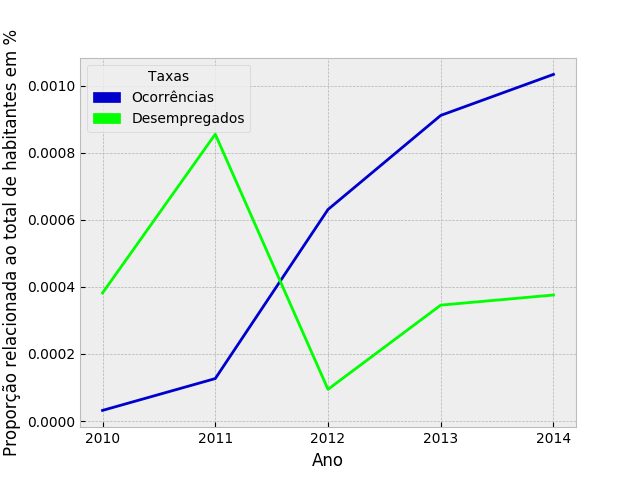 Proporção relacionada ao total de habitantes em %
0.0010
0.0008
0.0006
0.0004
0.0002
0.0000
Taxas
Ocorrências
Desempregados
2010 2011 2012 2013 2014
Ano